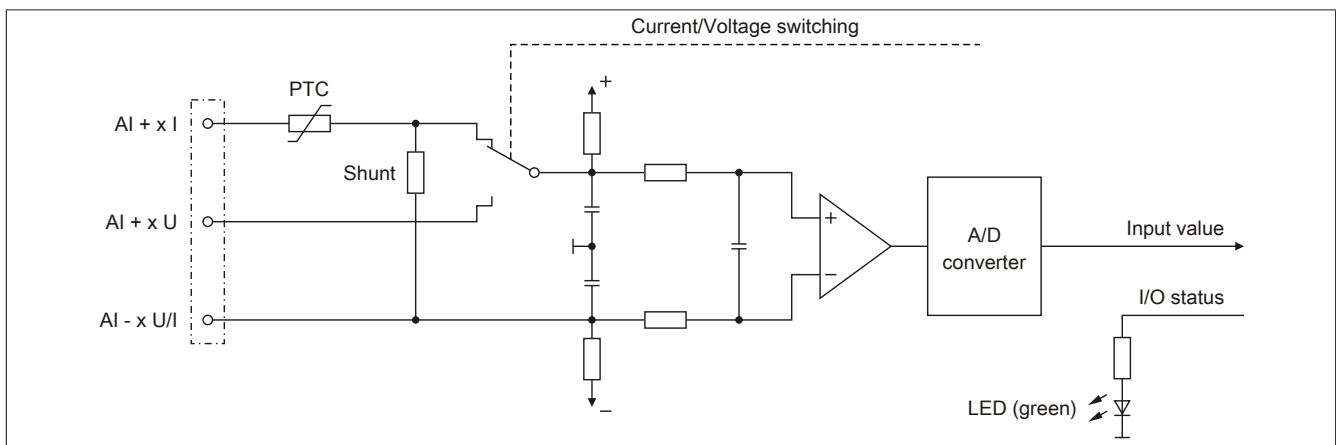 Current/Voltage switching
PTC
+
AI + x I
Shunt
AI + x U
+
A/D
converter
Input value
−
I/O status
AI - x U/I
−
LED (green)